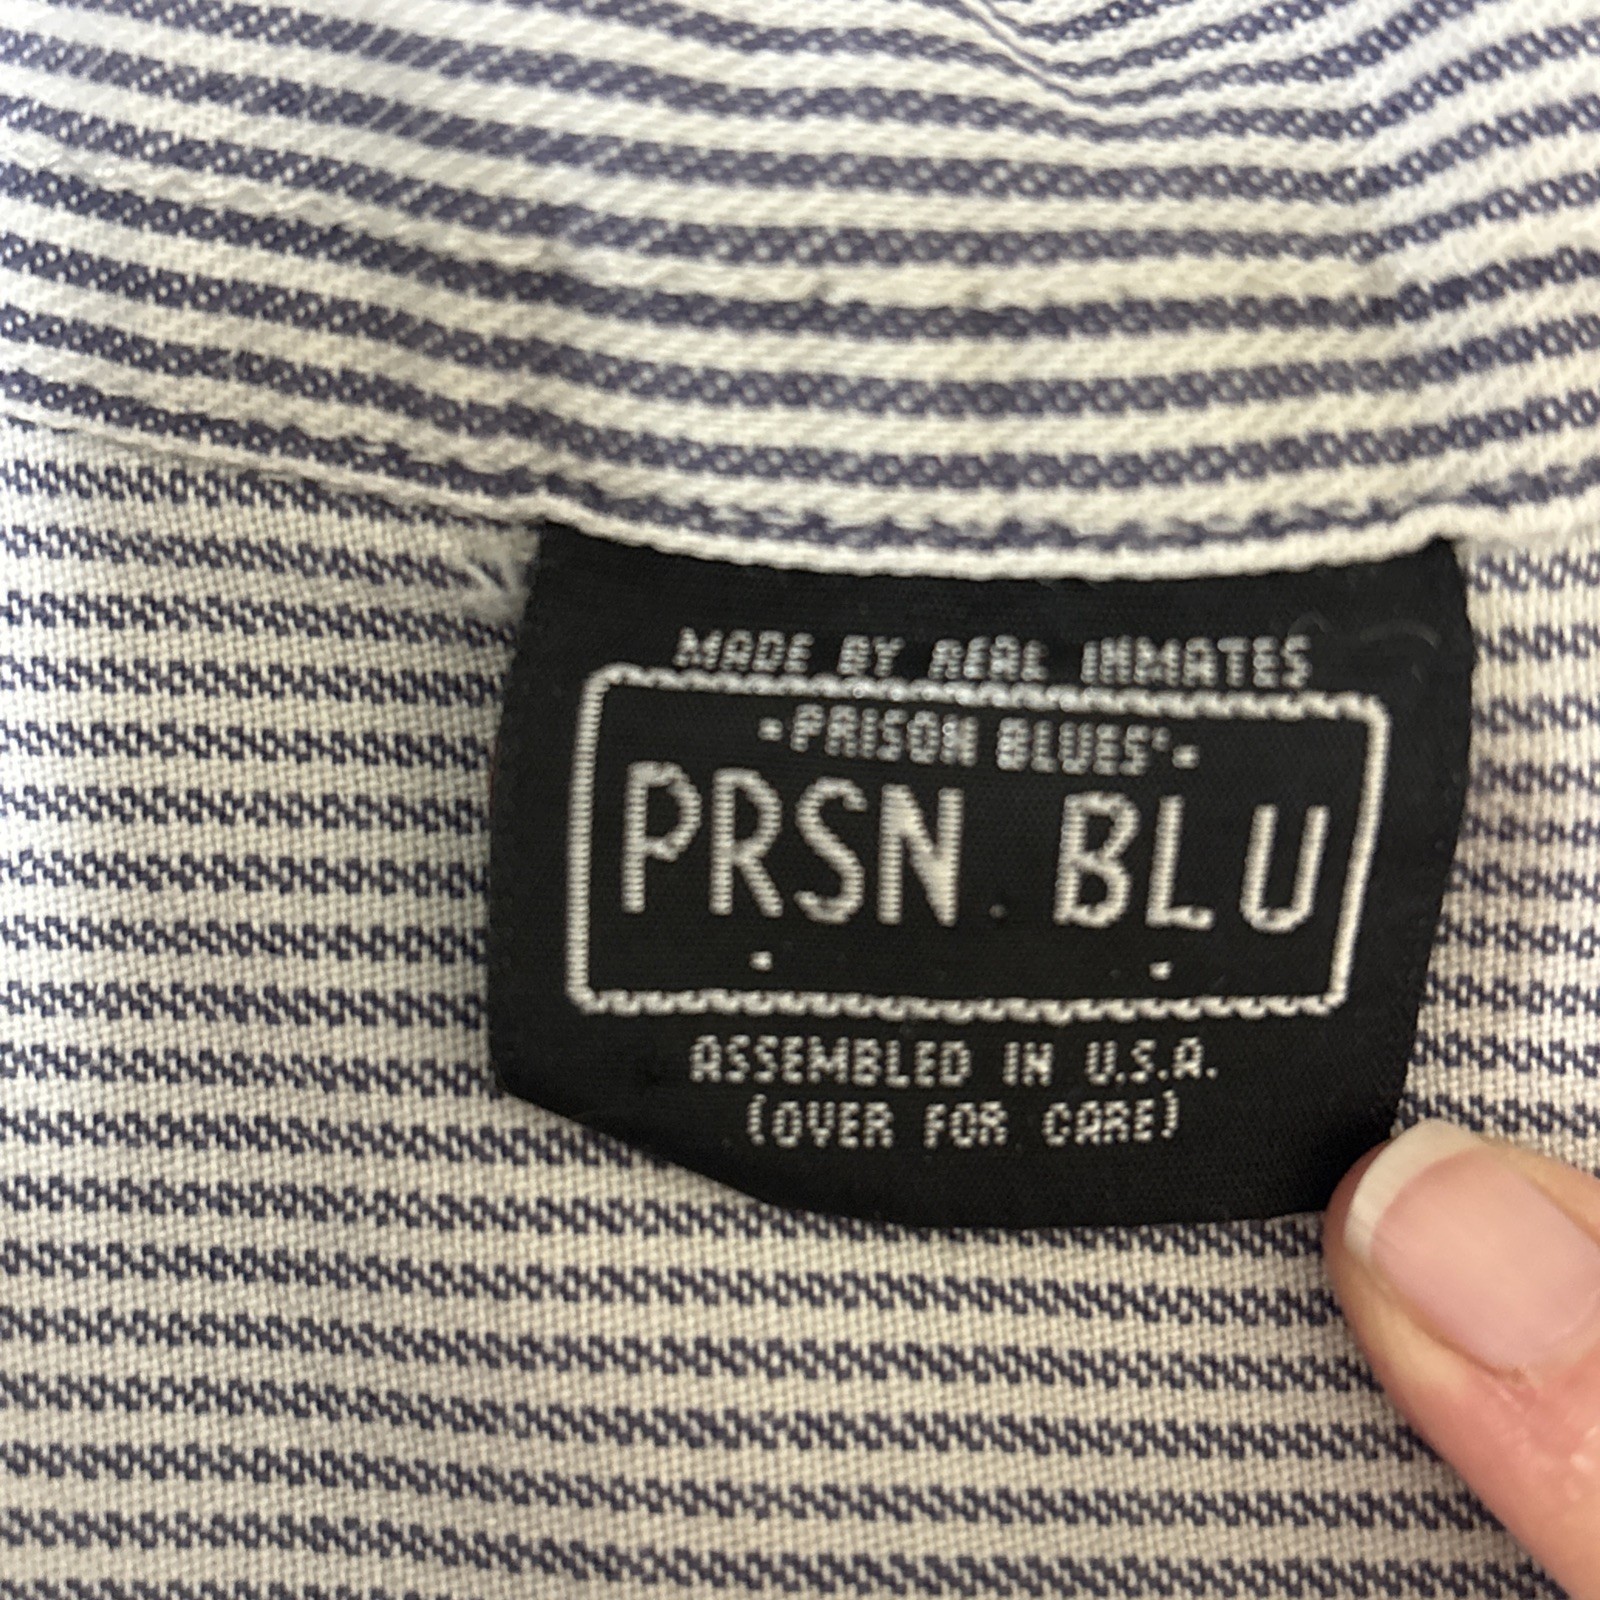 MADE BY REAL INMATES
·PRISON BLUES®·
PRSN BLU
ASSEMBLED IN U.S.A.
(OVER FOR CARE)